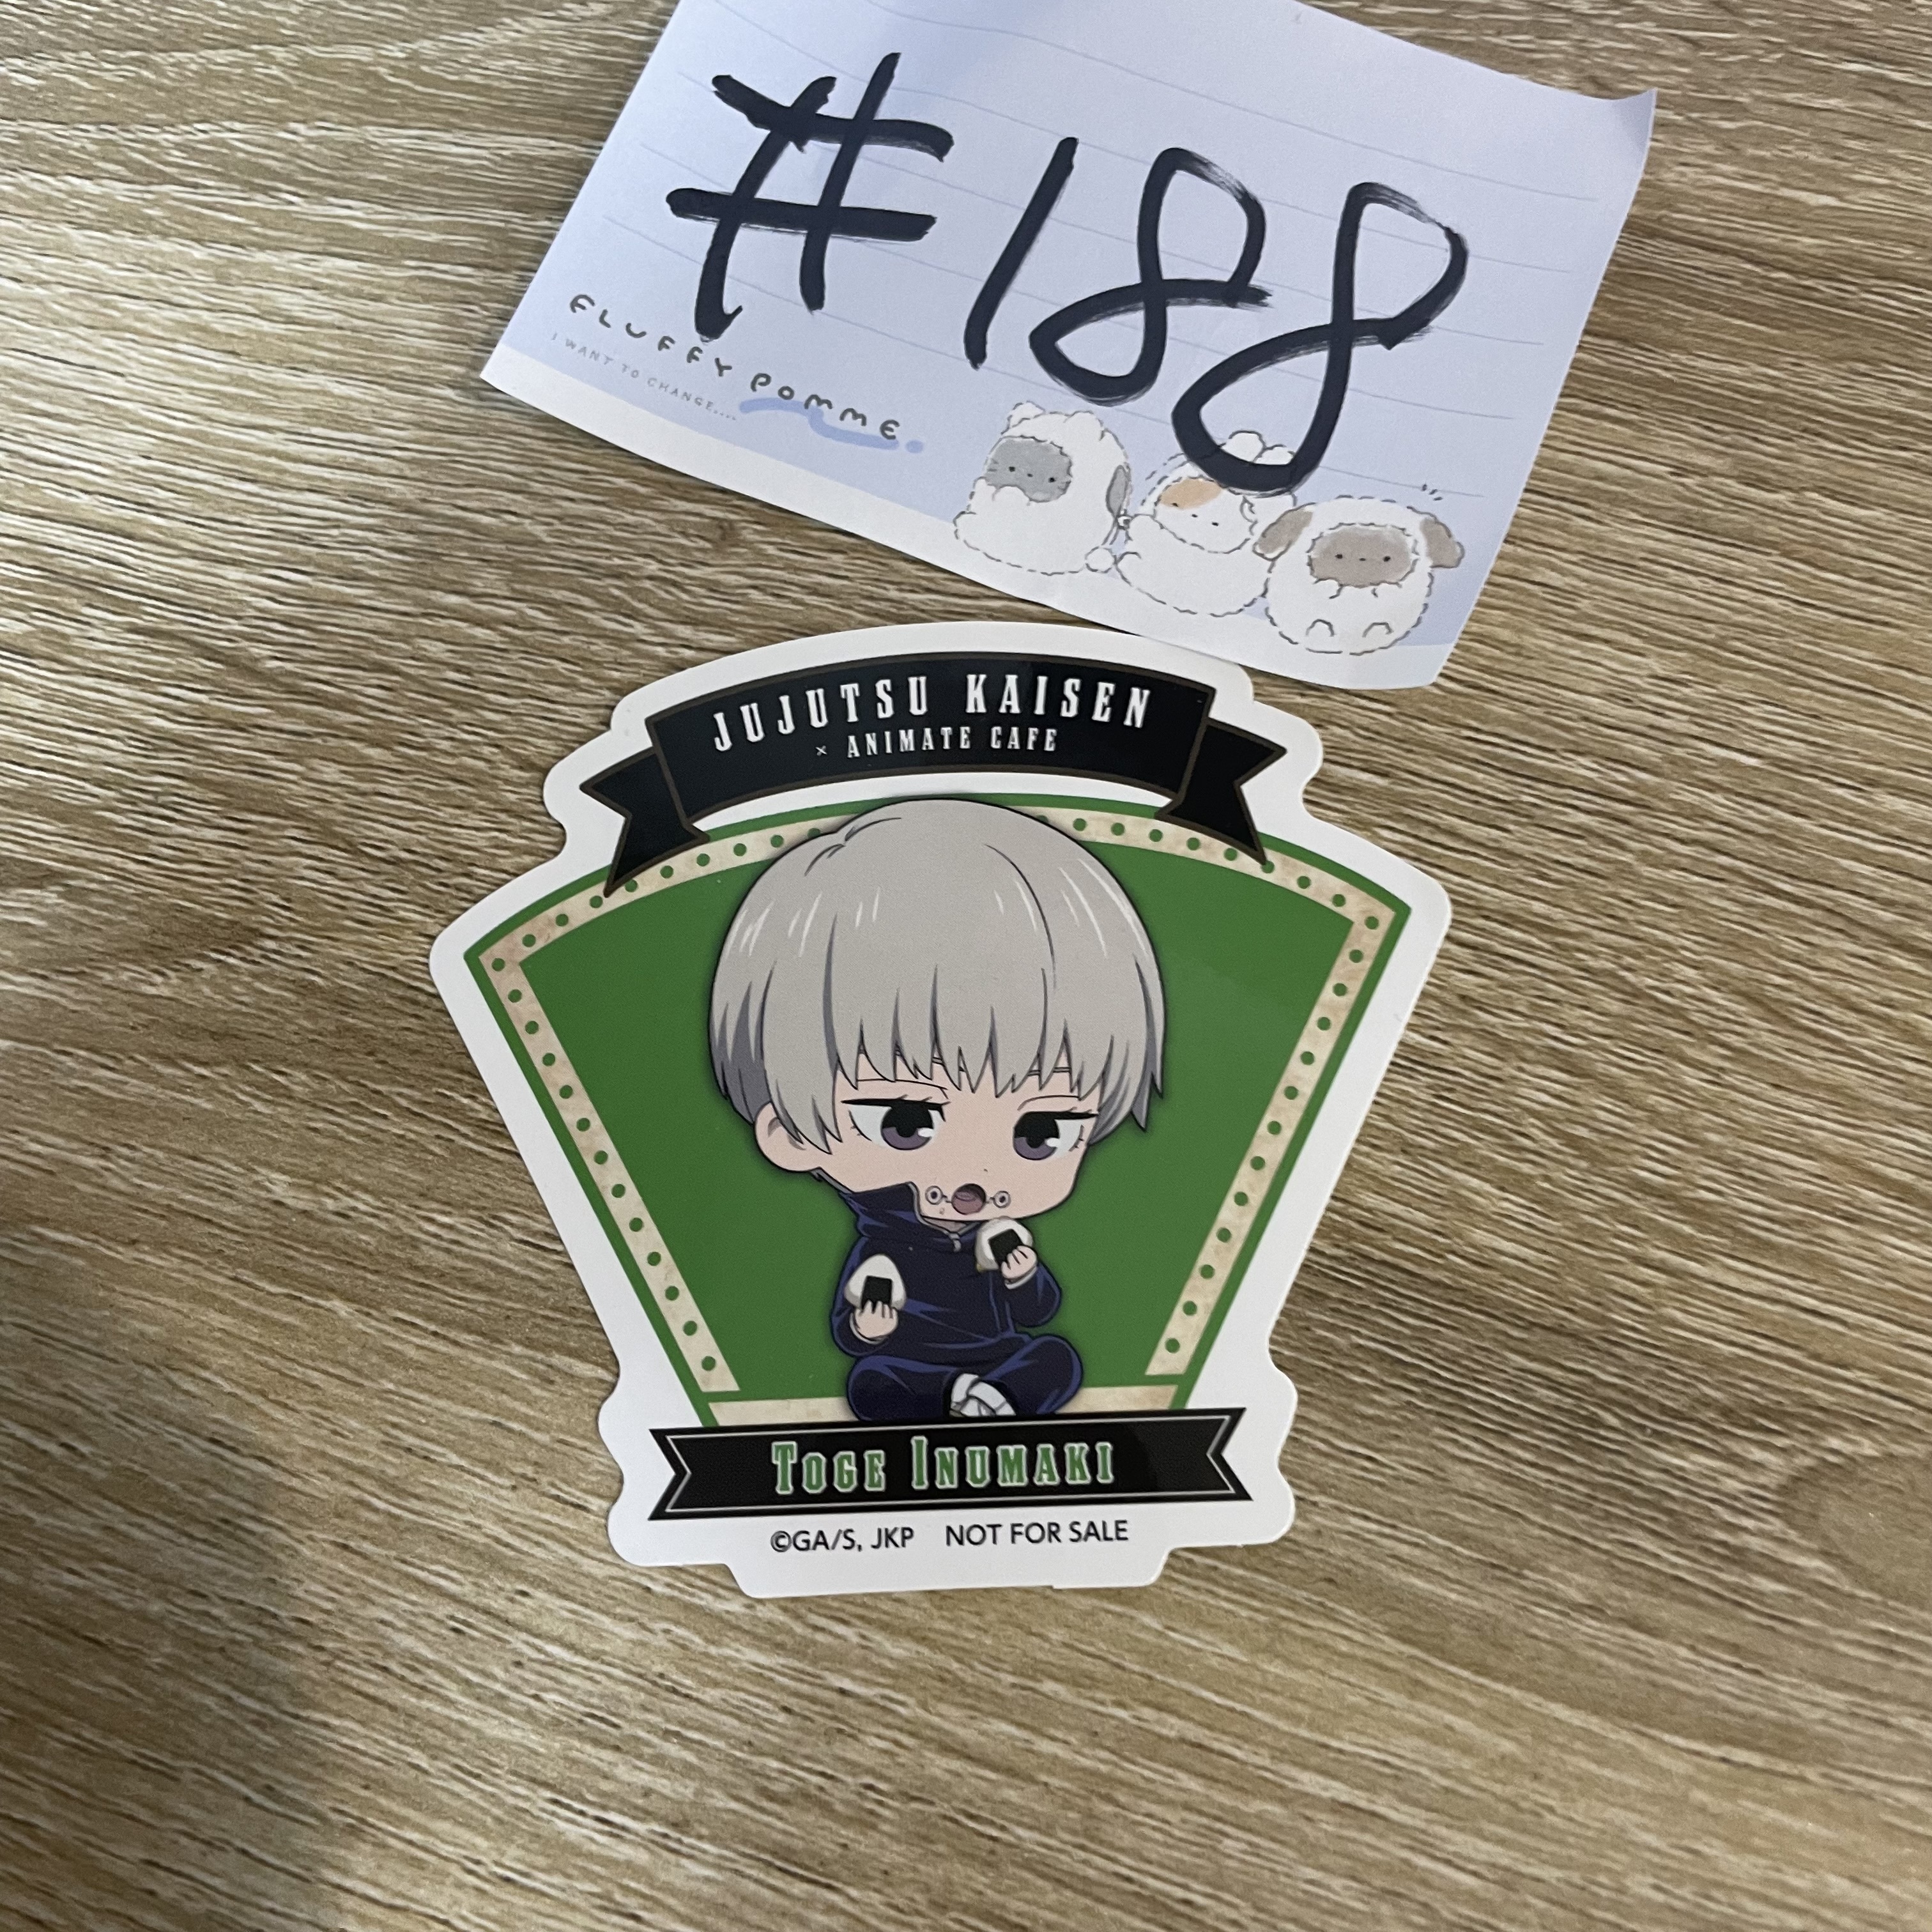 #188
FLUFFY POMME.
I WANT TO CHANGE....
JUJUTSU KAISEN
× ANIMATE CAFE
TOGE INUMAKI
©GA/S, JKP NOT FOR SALE